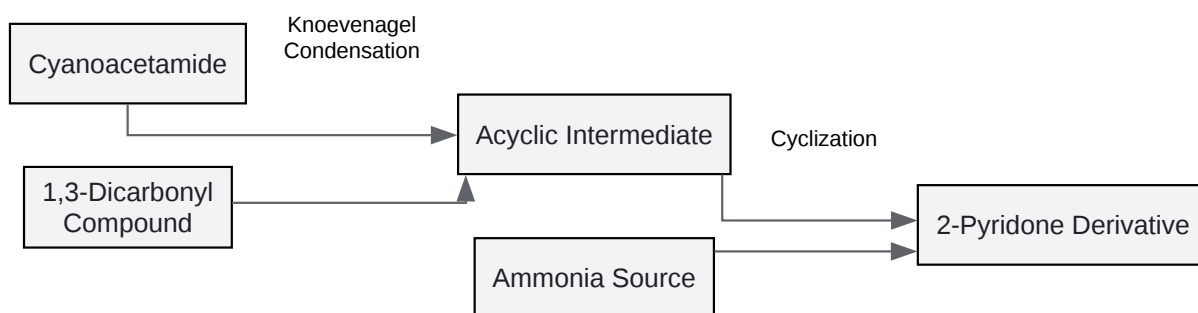 Knoevenagel
Condensation
Cyanoacetamide
Acyclic Intermediate
Cyclization
1,3-Dicarbonyl
Compound
2-Pyridone Derivative
Ammonia Source